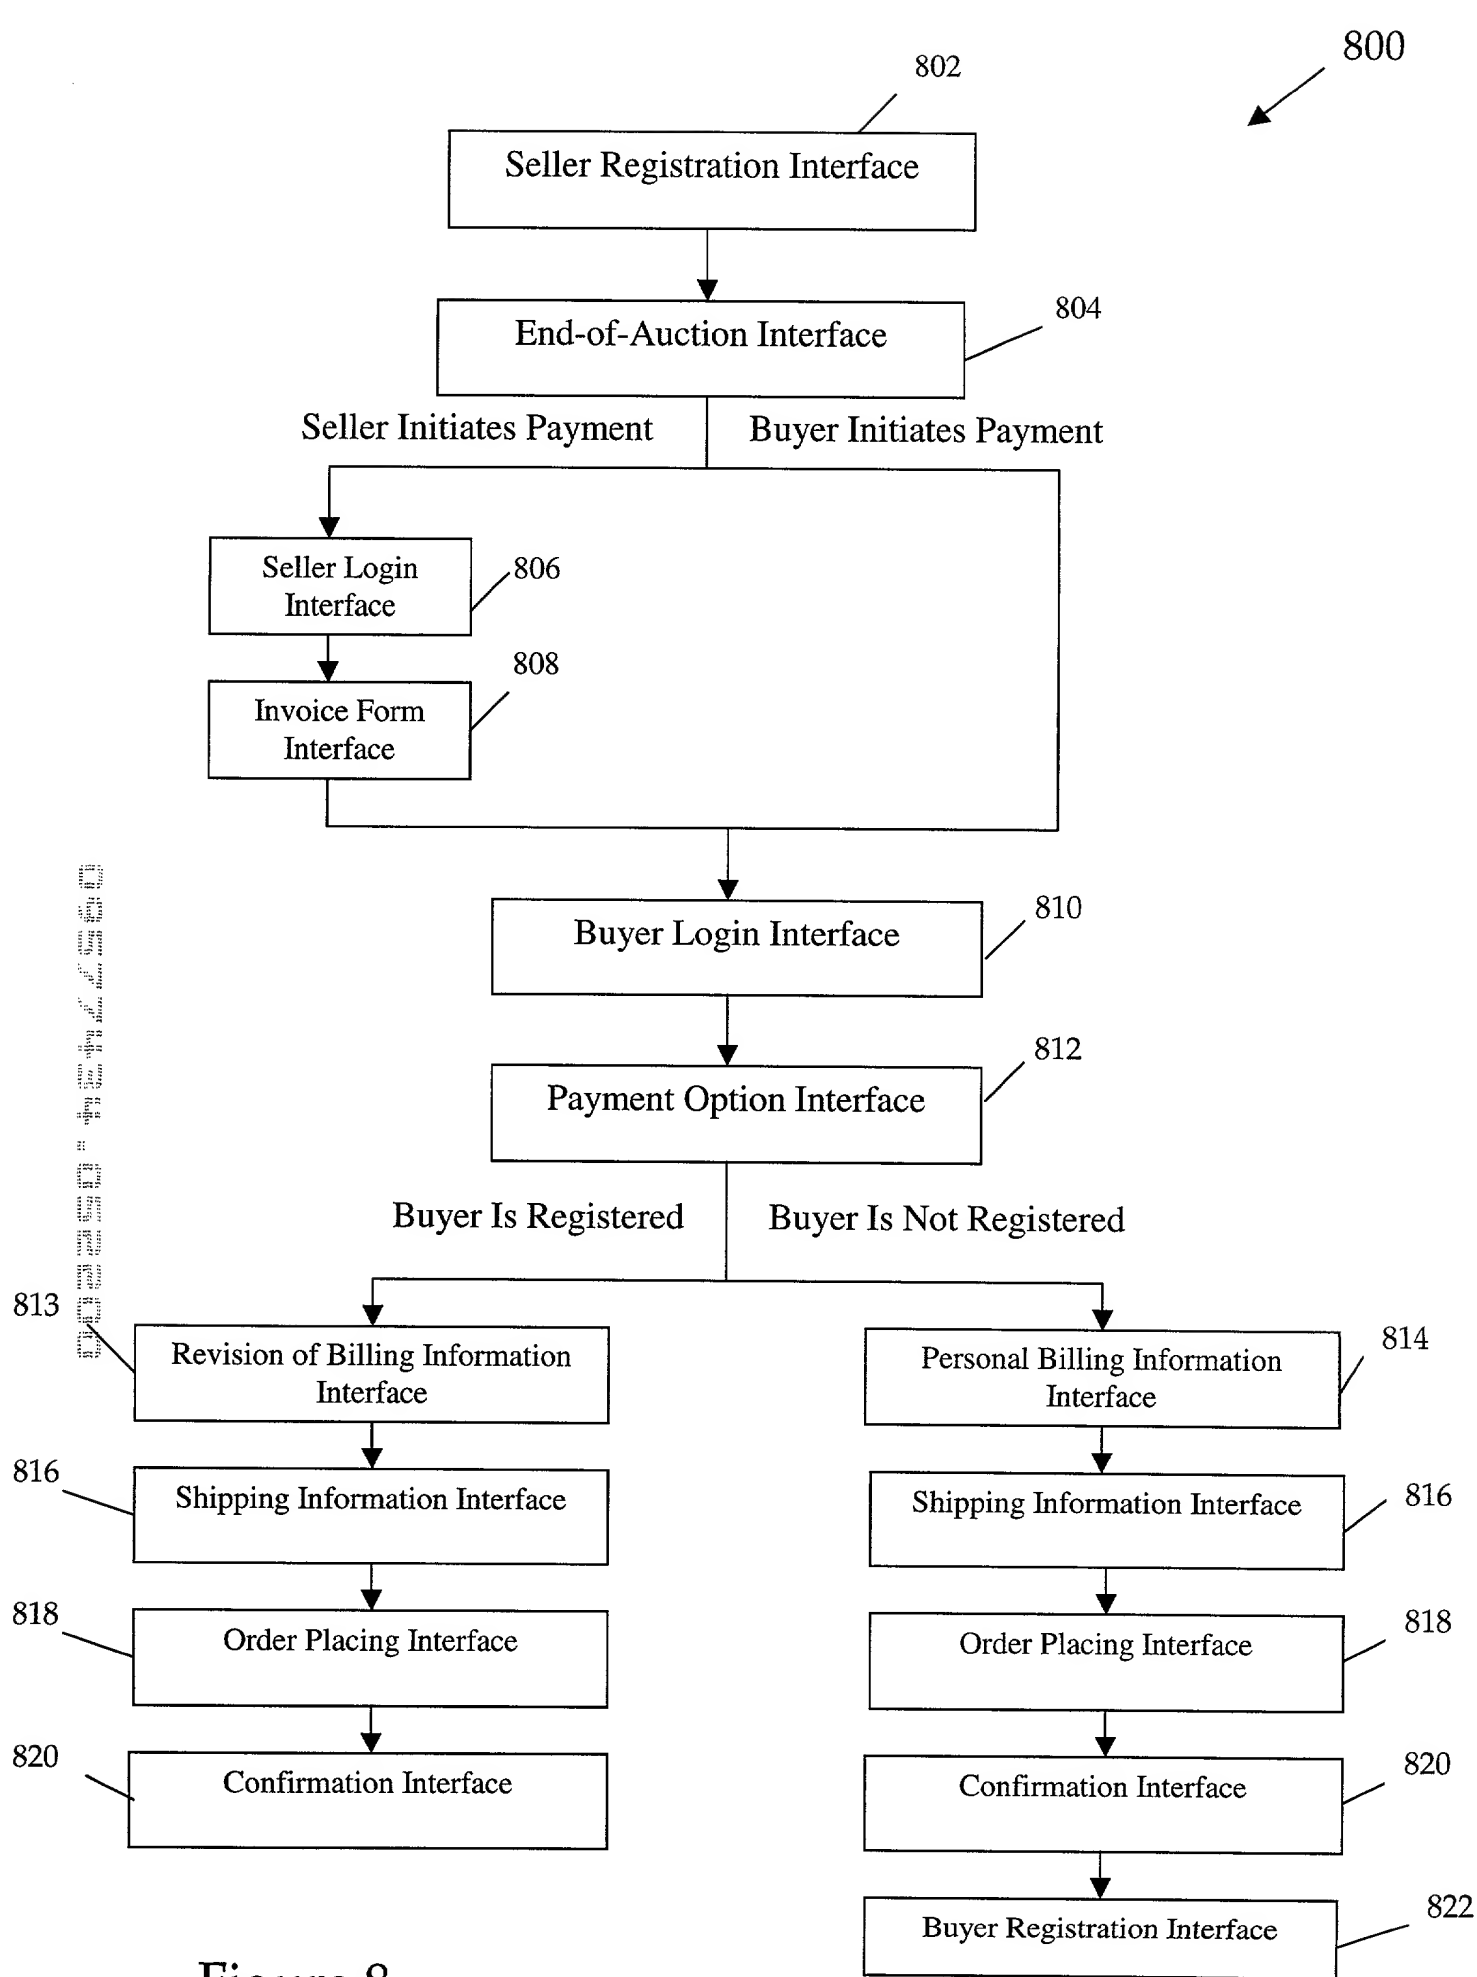 800
802
Seller Registration Interface
804
End-of-Auction Interface
Seller Initiates Payment
Buyer Initiates Payment
Seller Login
Interface
806
808
Invoice Form
Interface
810
Buyer Login Interface
812
Payment Option Interface
Buyer Is Registered
Buyer Is Not Registered
813
Revision of Billing Information
Interface
814
Personal Billing Information
Interface
816
Shipping Information Interface
816
Shipping Information Interface
818
Order Placing Interface
818
Order Placing Interface
820
Confirmation Interface
820
Confirmation Interface
822
Buyer Registration Interface
Figure 8
09577434.052200